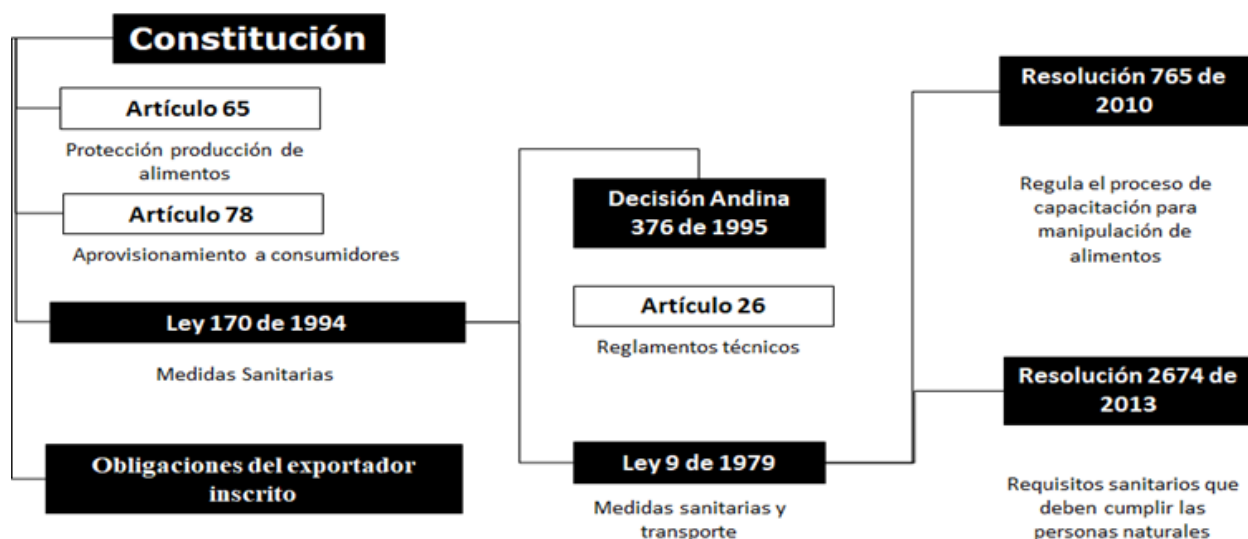 Constitución
Artículo 65
Protección producción de
alimentos
Artículo 78
Aprovisionamiento a consumidores
Ley 170 de 1994
Medidas Sanitarias
Obligaciones del exportador
inscrito
Decisión Andina
376 de 1995
Artículo 26
Reglamentos técnicos
Ley 9 de 1979
Medidas sanitarias y
transporte
Resolución 765 de
2010
Regula el proceso de
capacitación para
manipulación de
alimentos
Resolución 2674 de
2013
Requisitos sanitarios que
deben cumplir las
personas naturales